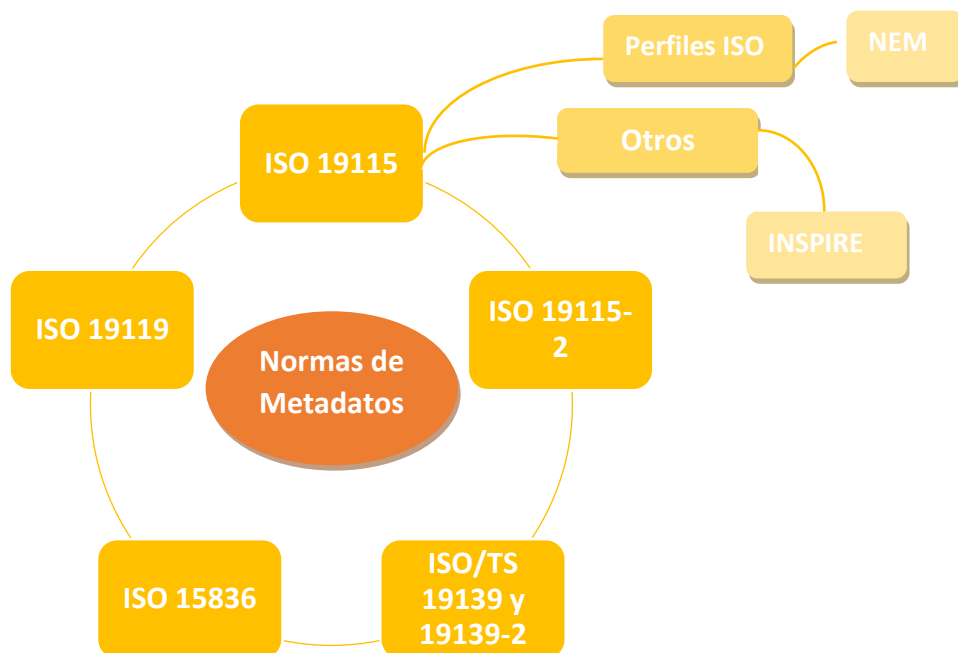 Perfiles ISO
NEM
ISO 19115
Otros
INSPIRE
ISO 19119
ISO 19115-
2
Normas de
Metadatos
ISO 15836
ISO/TS
19139 y
19139-2